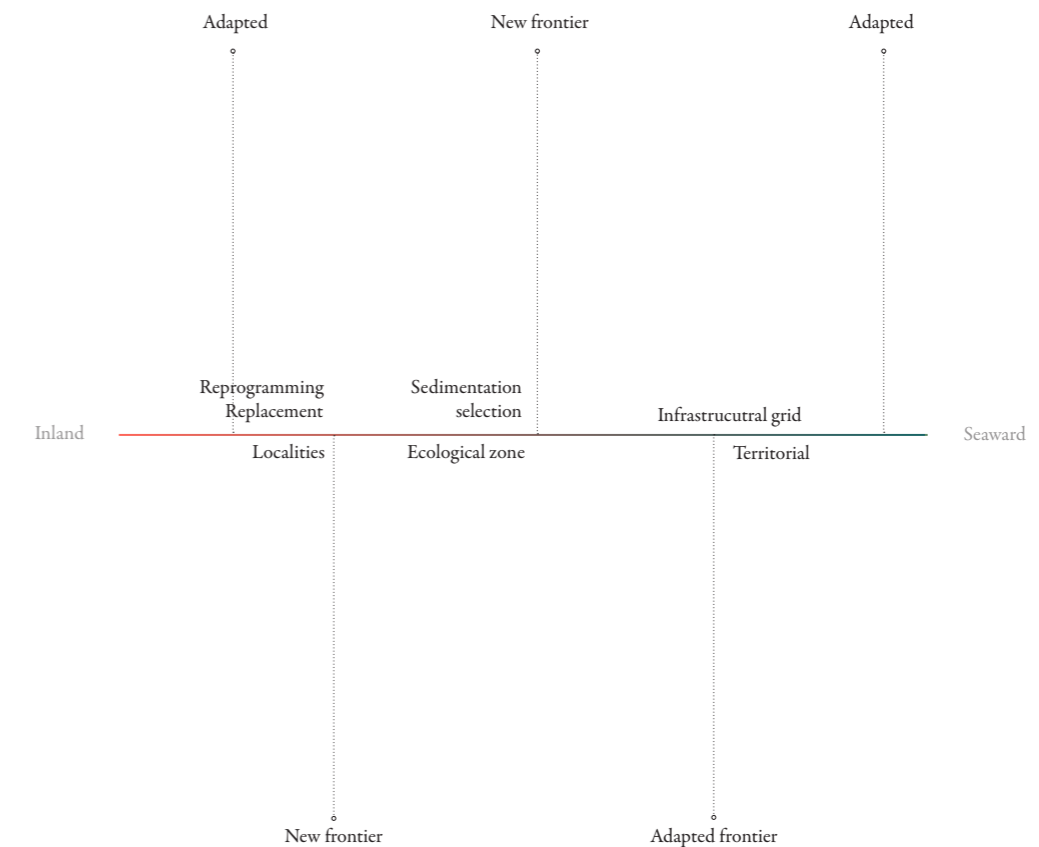 Adapted
New frontier
Adapted
Reprogramming
Replacement
Sedimentation
selection
Infrastrucutral grid
Inland
Seaward
Localities
Ecological zone
Territorial
New frontier
Adapted frontier